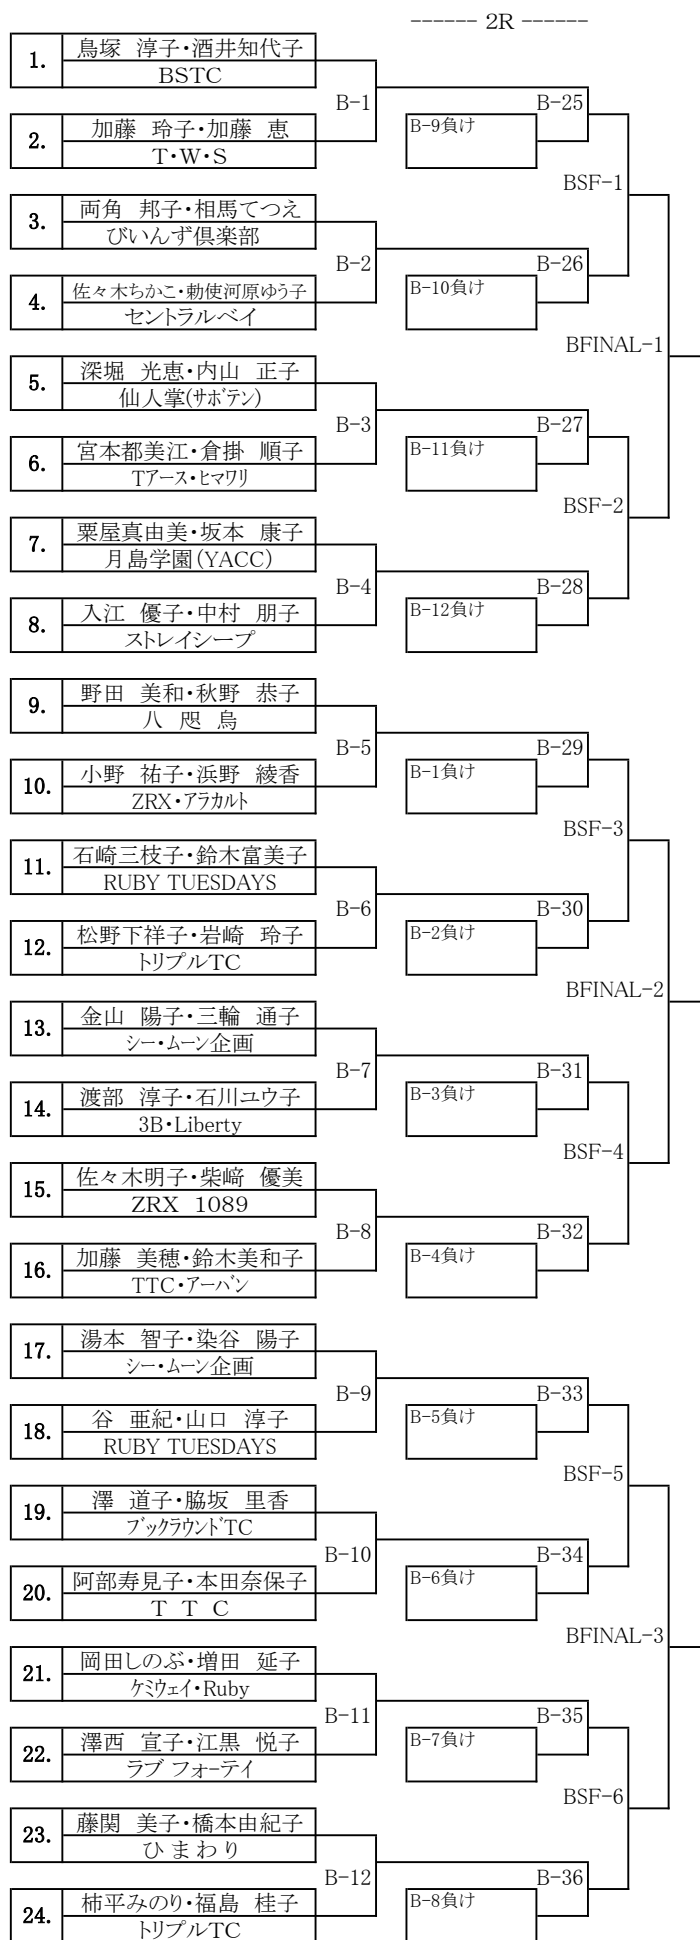 ------ 2R ------
1. 鳥塚 淳子・酒井知代子
BSTC
B-1
B-25
2. 加藤 玲子・加藤 恵
T・W・S
B-9負け
BSF-1
3. 両角 邦子・相馬てつえ
びいんず倶楽部
B-2
B-26
4. 佐々木ちかこ・勅使河原ゆう子
セントラルベイ
B-10負け
BFINAL-1
5. 深堀 光恵・内山 正子
仙人掌(サボテン)
B-3
B-27
6. 宮本都美江・倉掛 順子
Tアース・ヒマワリ
B-11負け
BSF-2
7. 粟屋真由美・坂本 康子
月島学園(YACC)
B-4
B-28
8. 入江 優子・中村 朋子
ストレイシープ
B-12負け
9. 野田 美和・秋野 恭子
八 咫 烏
B-5
B-29
10. 小野 祐子・浜野 綾香
ZRX・アラカルト
B-1負け
BSF-3
11. 石崎三枝子・鈴木富美子
RUBY TUESDAYS
B-6
B-30
12. 松野下祥子・岩崎 玲子
トリプルTC
B-2負け
BFINAL-2
13. 金山 陽子・三輪 通子
シー・ムーン企画
B-7
B-31
14. 渡部 淳子・石川ユウ子
3B・Liberty
B-3負け
BSF-4
15. 佐々木明子・柴﨑 優美
ZRX 1089
B-8
B-32
16. 加藤 美穂・鈴木美和子
TTC・アーバン
B-4負け
17. 湯本 智子・染谷 陽子
シー・ムーン企画
B-9
B-33
18. 谷 亜紀・山口 淳子
RUBY TUESDAYS
B-5負け
BSF-5
19. 澤 道子・脇坂 里香
ブックラウンドTC
B-10
B-34
20. 阿部寿見子・本田奈保子
T T C
B-6負け
BFINAL-3
21. 岡田しのぶ・増田 延子
ケミウェイ・Ruby
B-11
B-35
22. 澤西 宣子・江黒 悦子
ラブ フォーテイ
B-7負け
BSF-6
23. 藤関 美子・橋本由紀子
ひ ま わ り
B-12
B-36
24. 柿平みのり・福島 桂子
トリプルTC
B-8負け